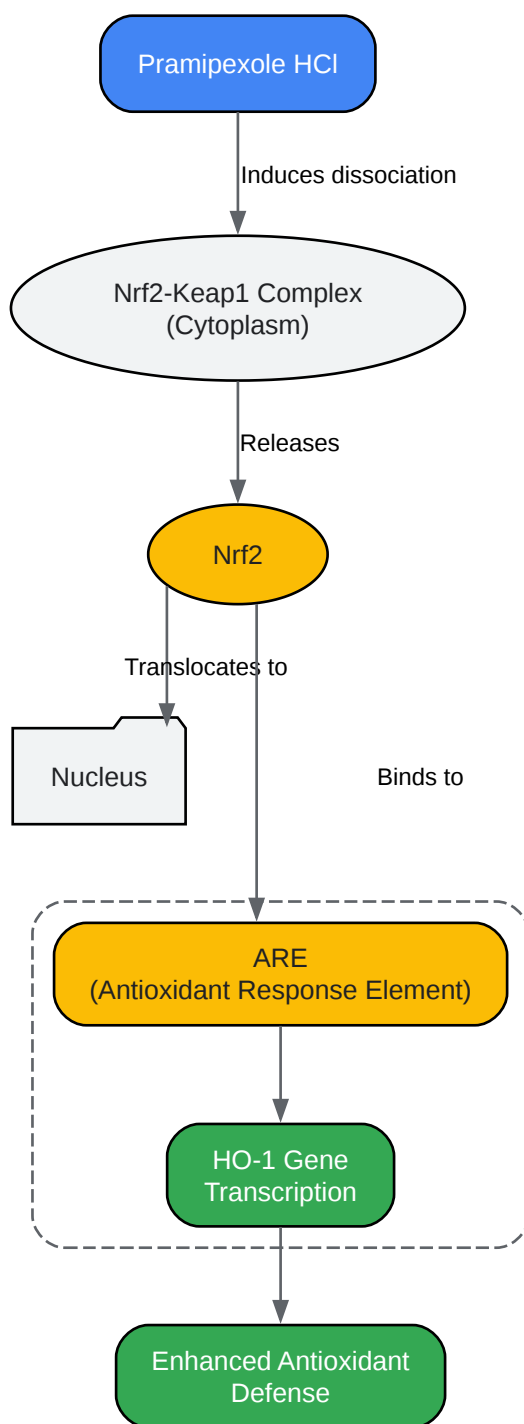 Pramipexole HCl
Induces dissociation
Nrf2-Keap1 Complex
(Cytoplasm)
Releases
Nrf2
Translocates to
Nucleus
Binds to
ARE
(Antioxidant Response Element)
HO-1 Gene
Transcription
Enhanced Antioxidant
Defense